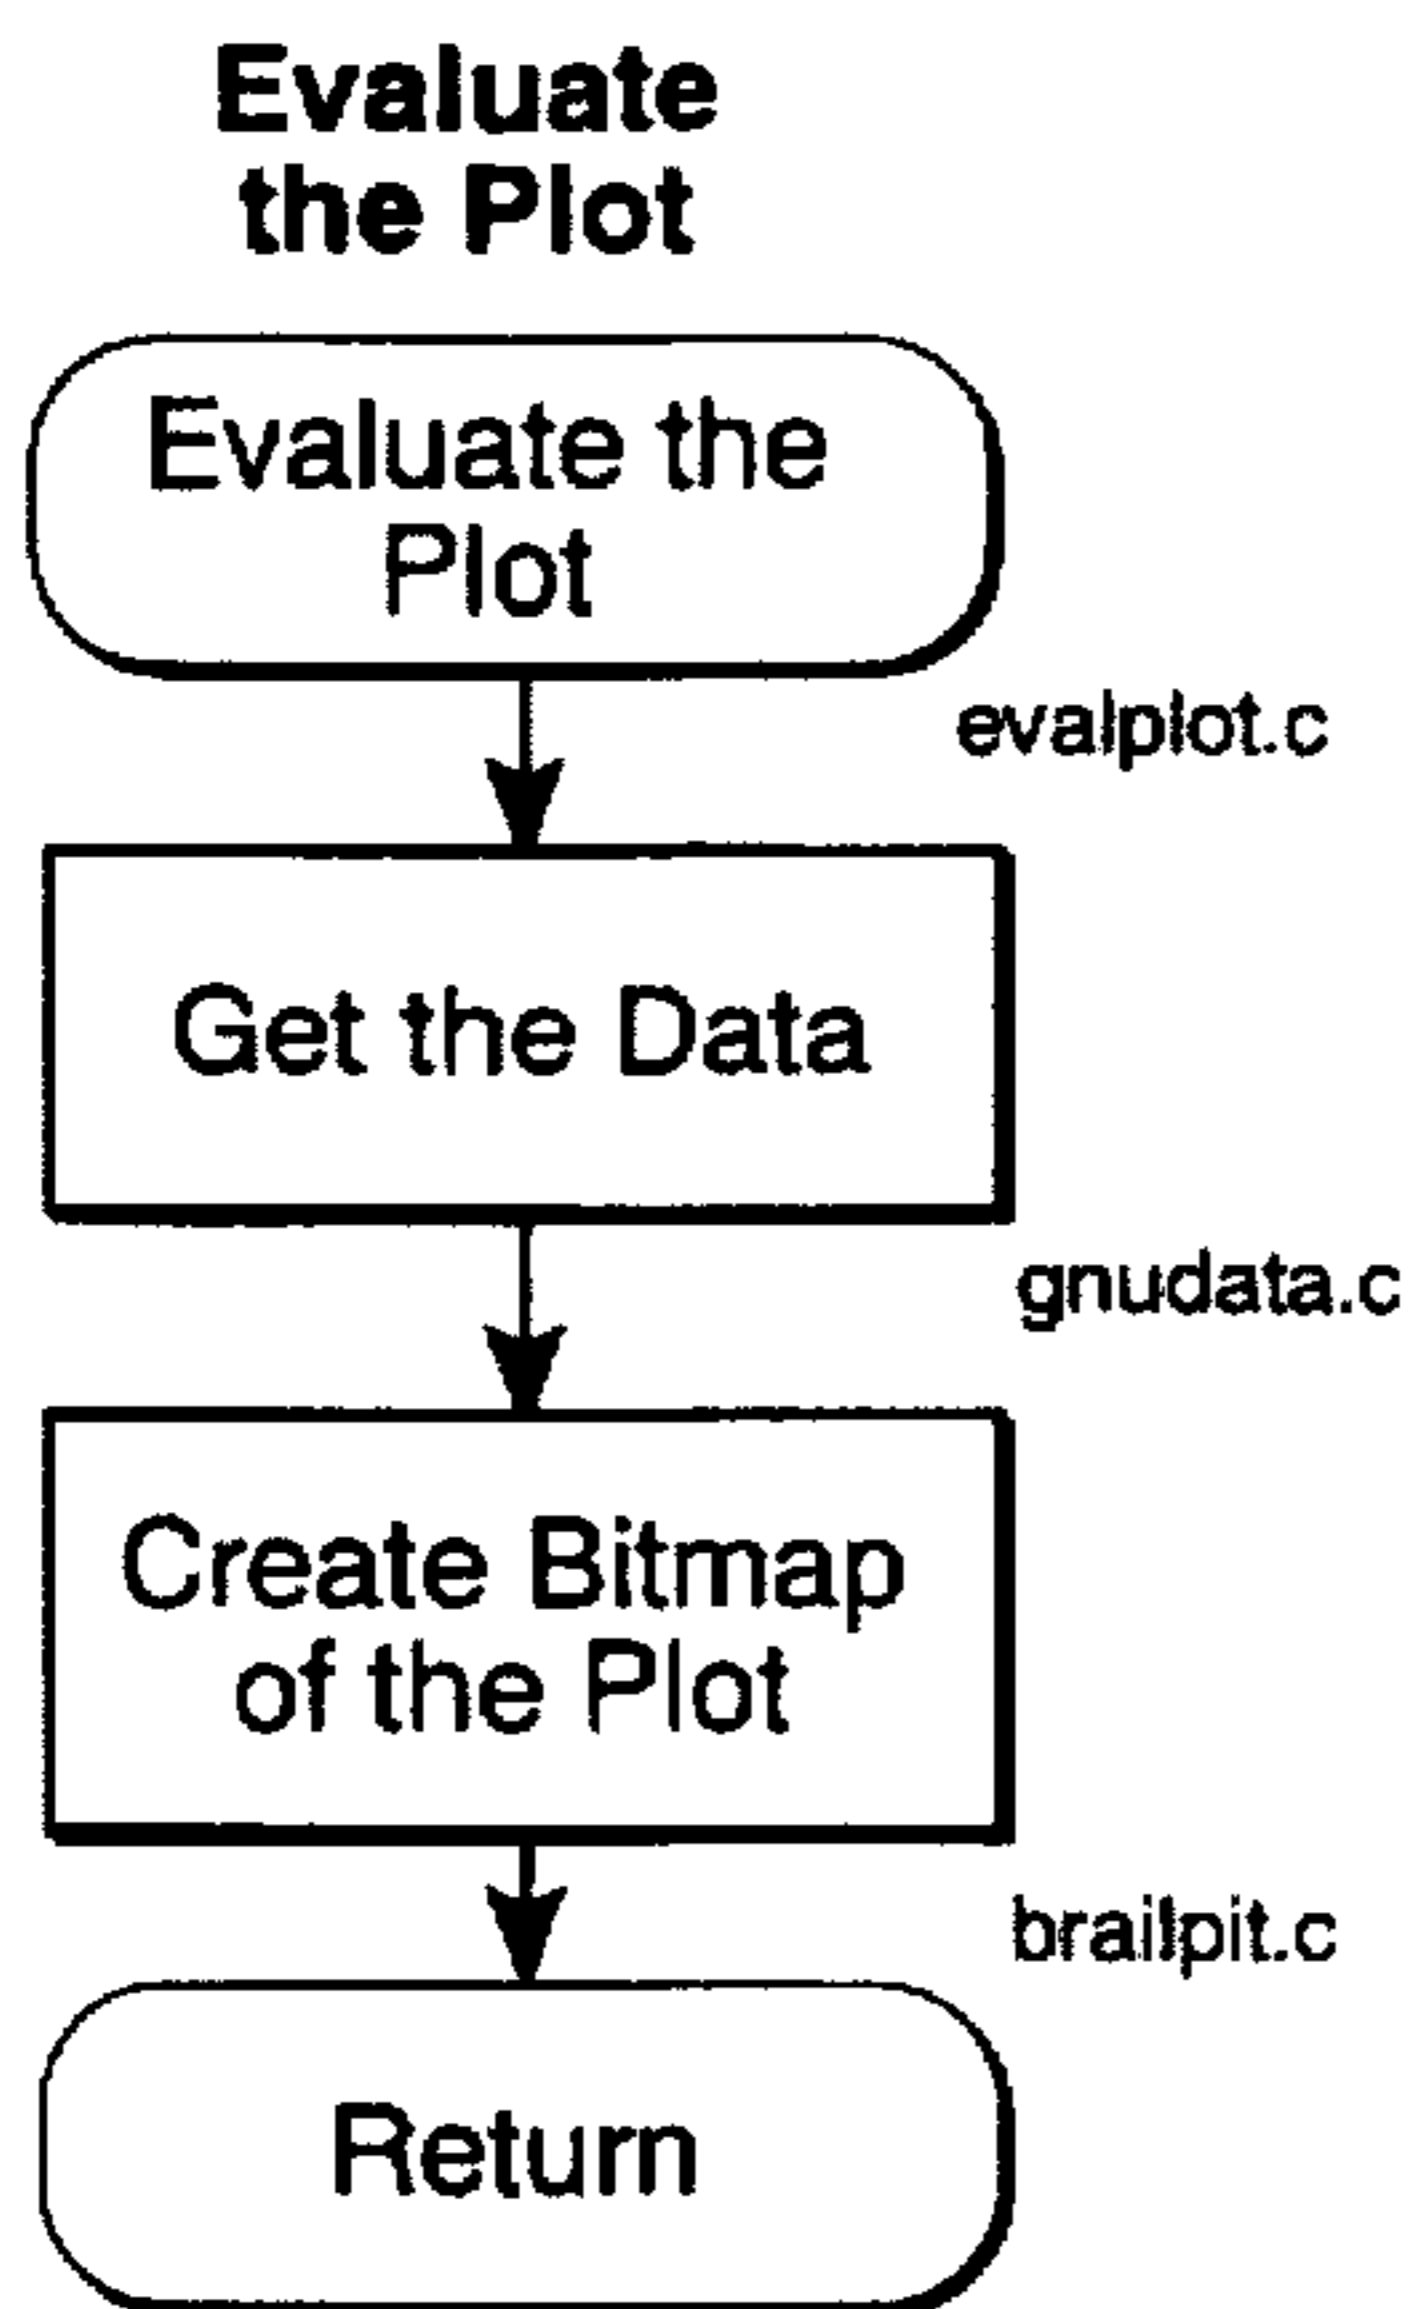 Evaluate
the Plot
Evaluate the
Plot
evalplot.c
Get the Data
gnudata.c
Create Bitmap
of the Plot
brailpit.c
Return